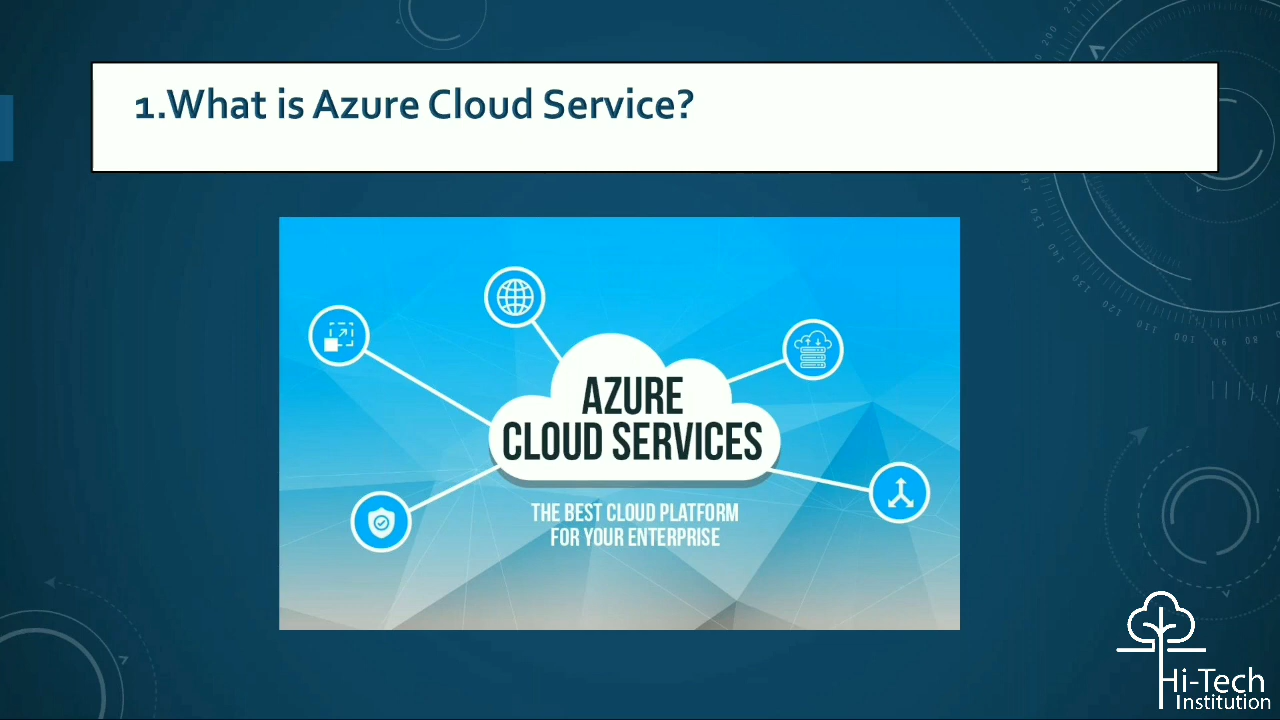 1.What is Azure Cloud Service?
AZURE
CLOUD SERVICES
THE BEST CLOUD PLATFORM
FOR YOUR ENTERPRISE
Hi-Tech
Institution